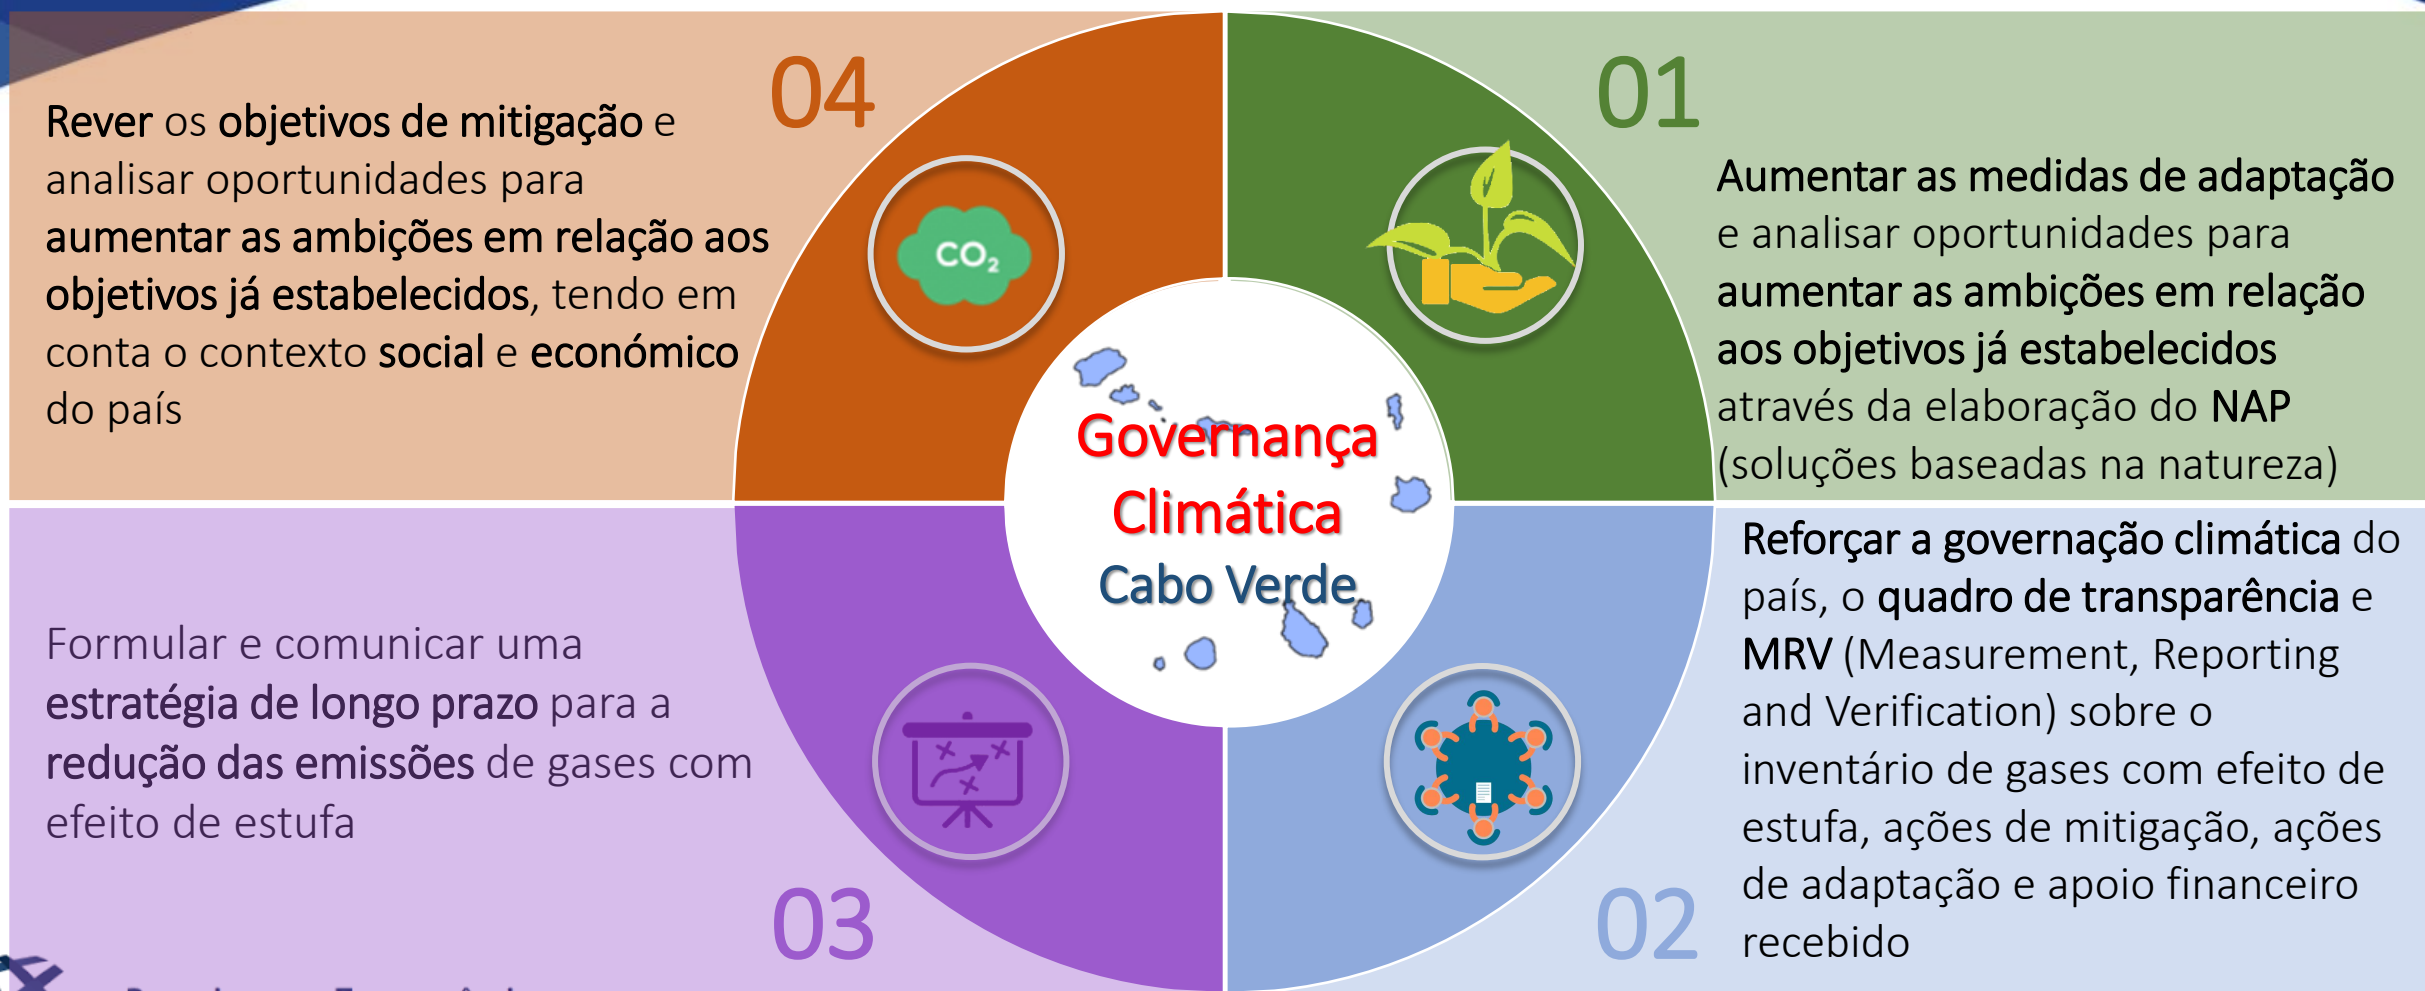 04
Rever os objetivos de mitigação e
analisar oportunidades para
aumentar as ambições em relação aos
objetivos já estabelecidos, tendo em
conta o contexto social e económico
do país
CO₂
01
Aumentar as medidas de adaptação
e analisar oportunidades para
aumentar as ambições em relação
aos objetivos já estabelecidos
através da elaboração do NAP
(soluções baseadas na natureza)
Governança
Climática
Cabo Verde
Formular e comunicar uma
estratégia de longo prazo para a
redução das emissões de gases com
efeito de estufa
03
Reforçar a governação climática do
país, o quadro de transparência e
MRV (Measurement, Reporting
and Verification) sobre o
inventário de gases com efeito de
estufa, ações de mitigação, ações
de adaptação e apoio financeiro
recebido
02